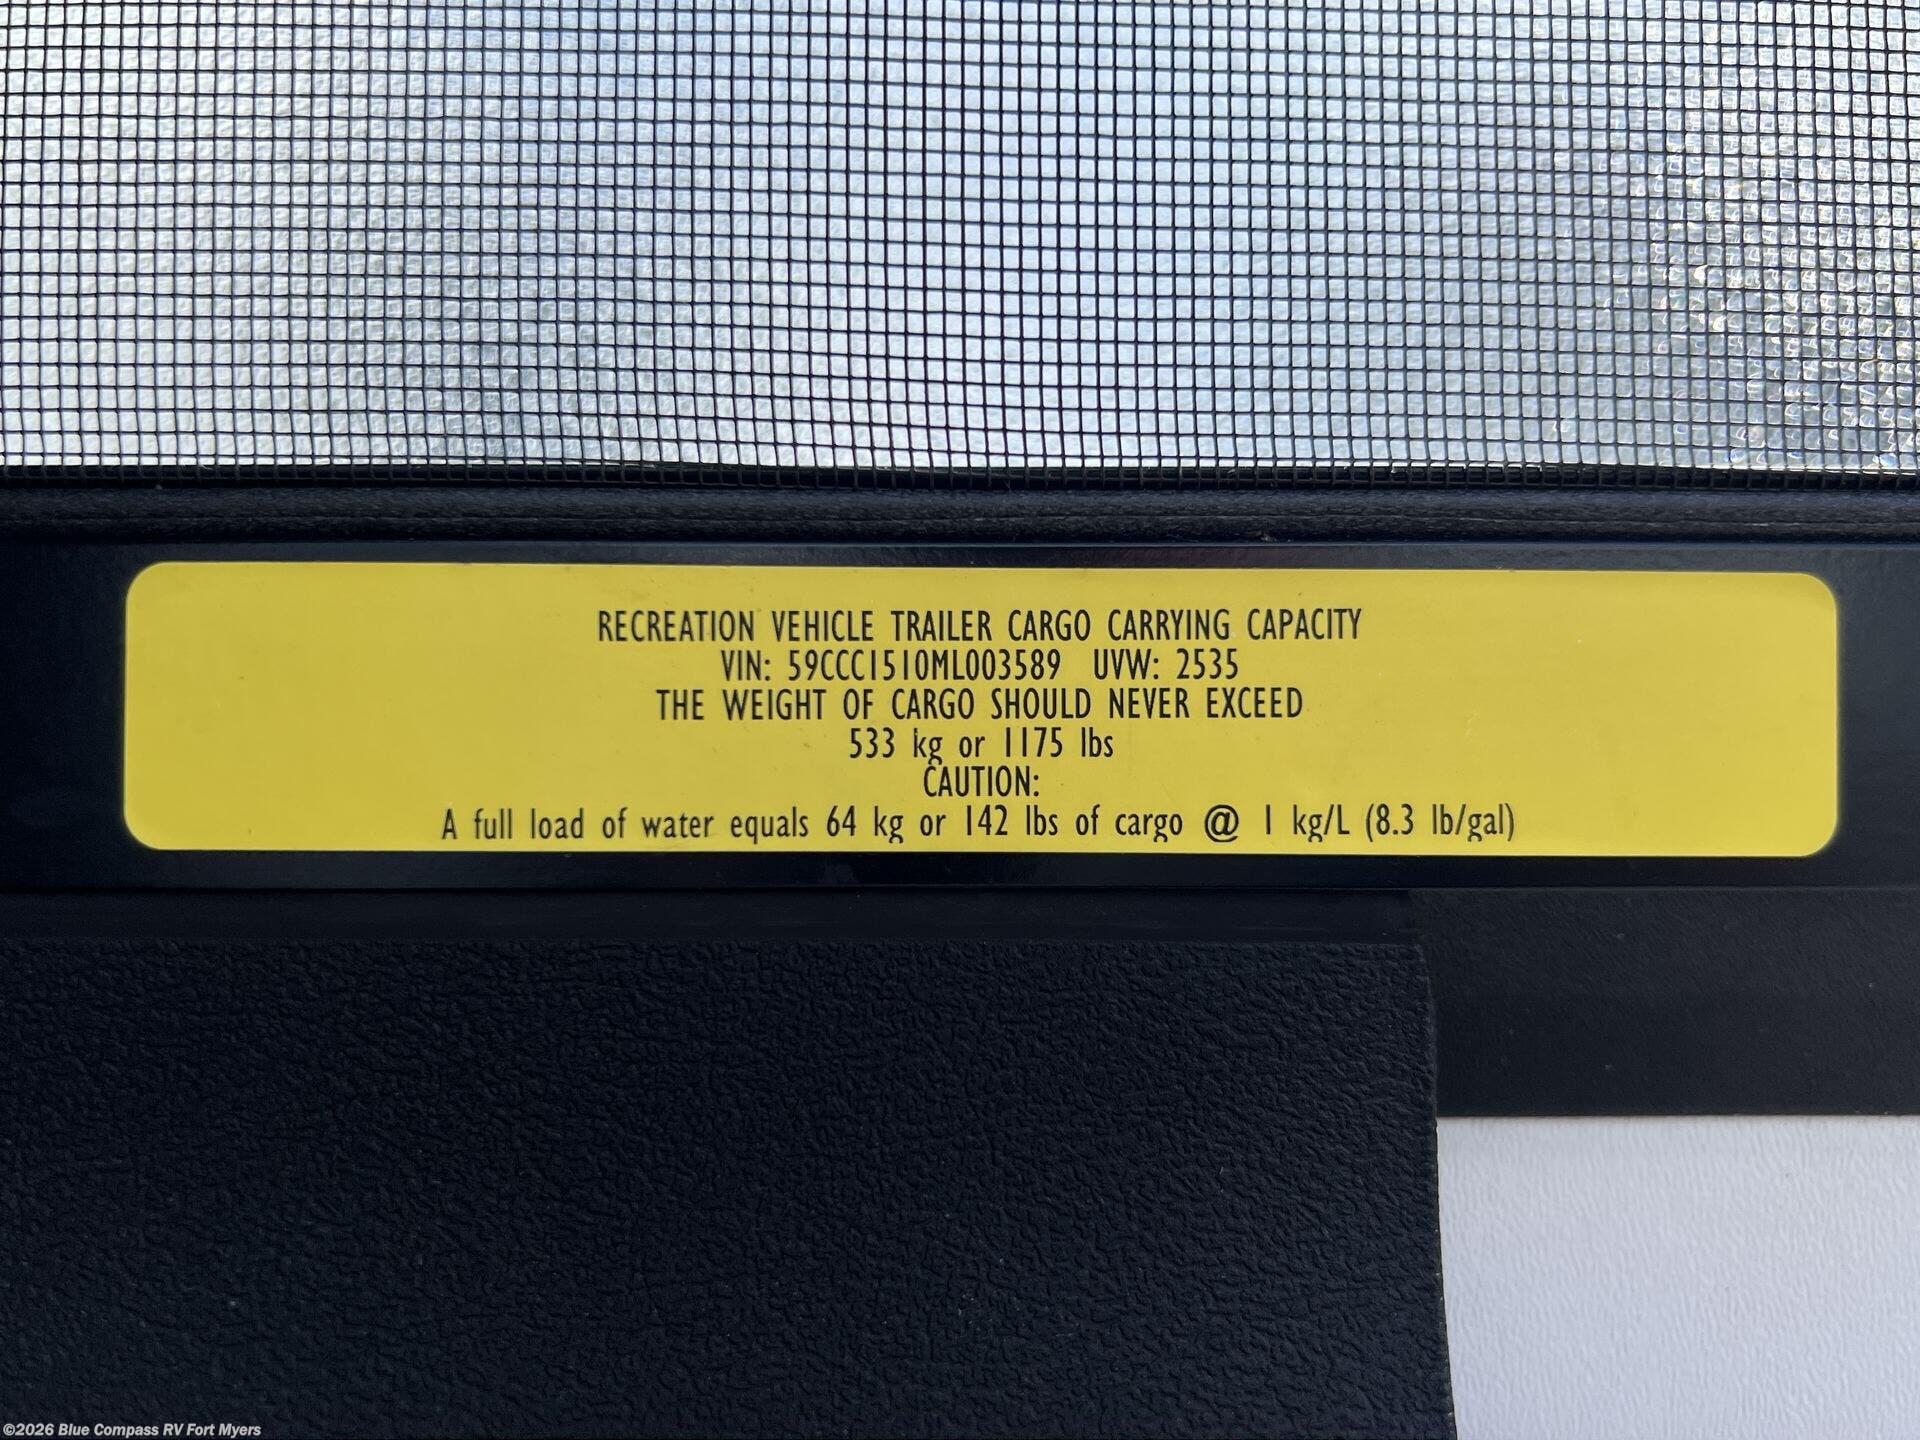 RECREATION VEHICLE TRAILER CARGO CARRYING CAPACITY
VIN: 59CCC1510ML003589 UVW: 2535
THE WEIGHT OF CARGO SHOULD NEVER EXCEED
533 kg or 1175 lbs
CAUTION:
A full load of water equals 64 kg or 142 lbs of cargo @ 1 kg/L (8.3 lb/gal)
©2026 Blue Compass RV Fort Myers